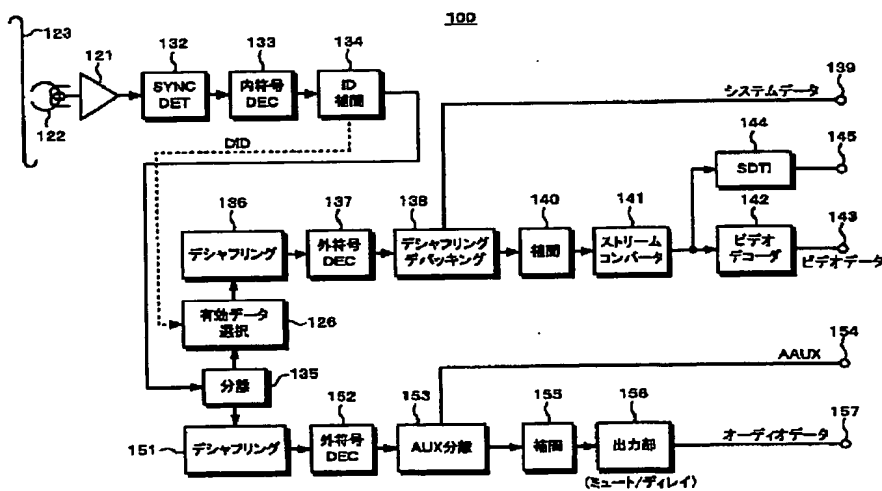 100
123
121
132
133
134
139
SYNC
DET
内符号
DEC
ID
補間
システムデータ
122
DID
144
145
SDTI
136
137
138
140
141
142
143
デシャフリング
外符号
DEC
デシャフリング
デパッキング
補間
ストリーム
コンバータ
ビデオ
デコーダ
ビデオデータ
有効データ
選択
126
154
AAUX
分離
135
152
153
155
156
157
151
デシャフリング
外符号
DEC
AUX分離
補間
出力部
オーディオデータ
(ミュート/ディレイ)